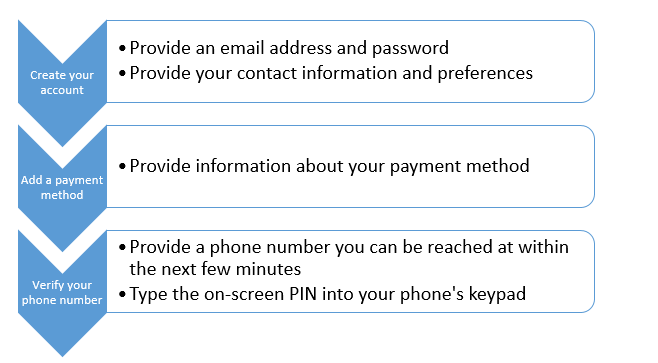 Create your
account
• Provide an email address and password
• Provide your contact information and preferences
Add a payment
method
• Provide information about your payment method
Verify your
phone number
• Provide a phone number you can be reached at within
the next few minutes
• Type the on-screen PIN into your phone's keypad